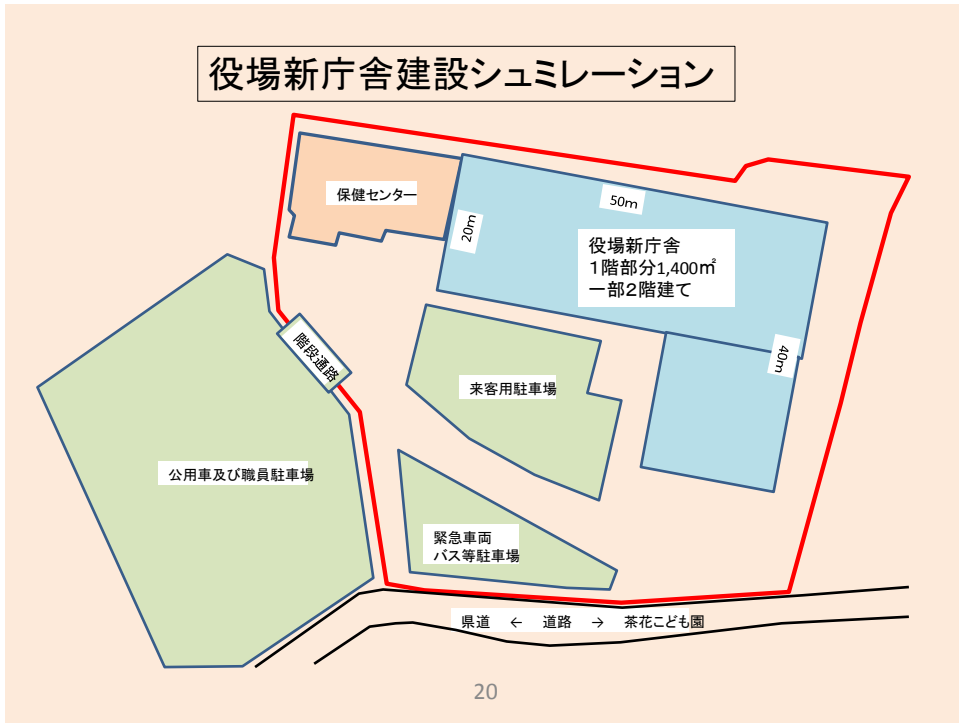 役場新庁舎建設シュミレーション
保健センター
50m
20m
役場新庁舎
1階部分1,400㎡
一部2階建て
階段通路
40m
来客用駐車場
公用車及び職員駐車場
緊急車両
バス等駐車場
県道 ← 道路 → 茶花こども園
20